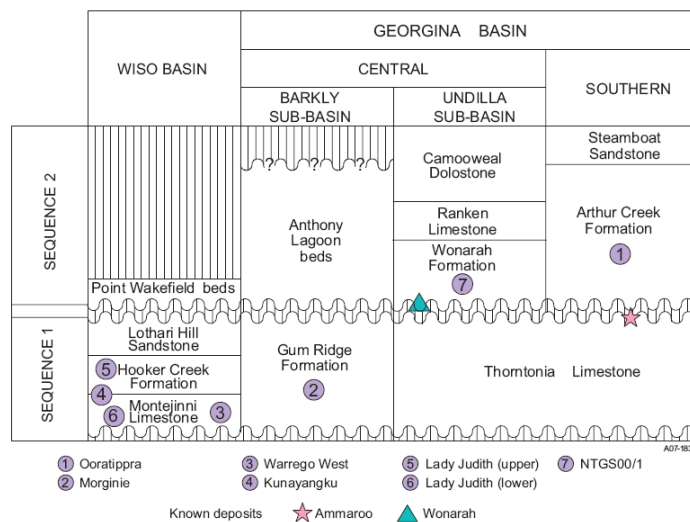 GEORGINA BASIN
WISO BASIN
CENTRAL
SOUTHERN
BARKLY
SUB-BASIN
UNDILLA
SUB-BASIN
SEQUENCE 2
Steamboat
Sandstone
Camooweal
Dolostone
? ? ?
Anthony
Lagoon
beds
Ranken
Limestone
Arthur Creek
Formation
1
Wonarah
Formation
7
Point Wakefield beds
SEQUENCE 1
Lothari Hill
Sandstone
5 Hooker Creek
Formation
4
6 Montejinni
Limestone 3
Gum Ridge
Formation
2
Thorntonia Limestone
1 Ooratippra
2 Morginie
3 Warrego West
4 Kunayangku
5 Lady Judith (upper)
6 Lady Judith (lower)
7 NTGS00/1
Known deposits Ammaroo Wonarah